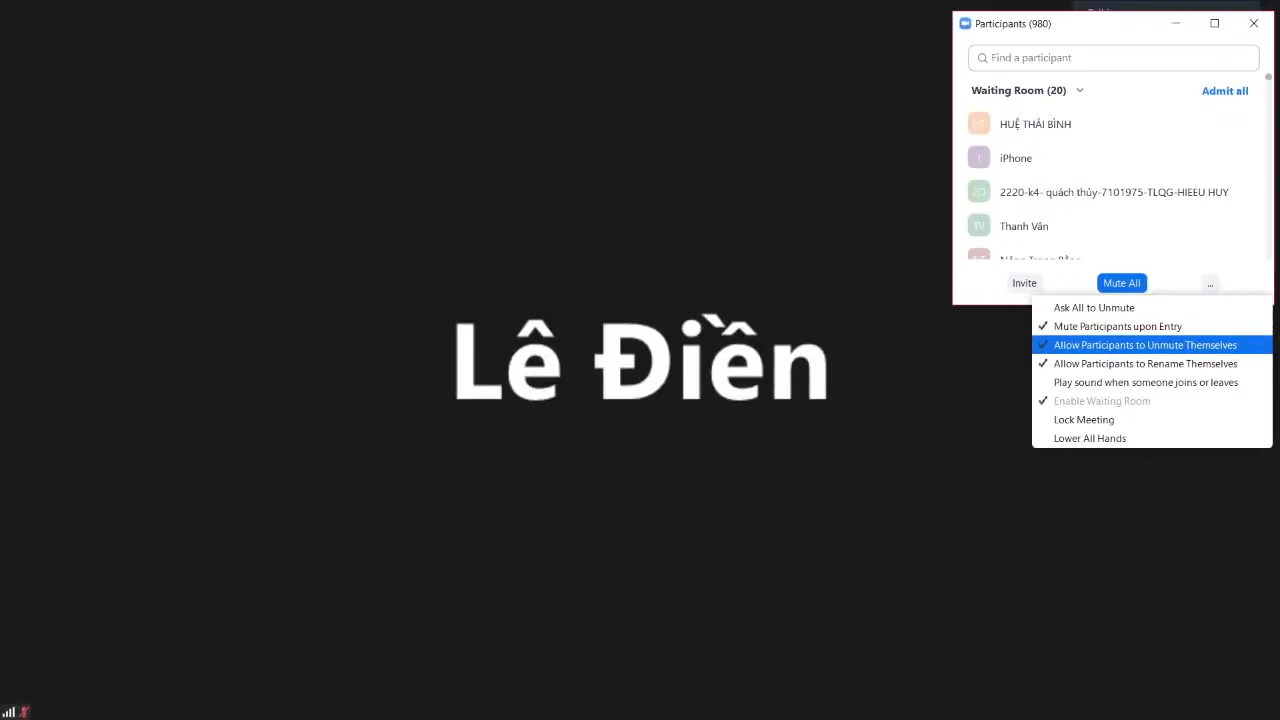 Participants (980)
Find a participant
Waiting Room (20)
Admit all
HT
HUỆ THÁI BÌNH
I
iPhone
ZQ
2220-k4- quách thủy-7101975-TLQG-HIEEU HUY
TV
Thanh Vân
Invite
Mute All
...
Ask All to Unmute
Mute Participants upon Entry
Allow Participants to Unmute Themselves
Allow Participants to Rename Themselves
Play sound when someone joins or leaves
Enable Waiting Room
Lock Meeting
Lower All Hands
Lê Điền